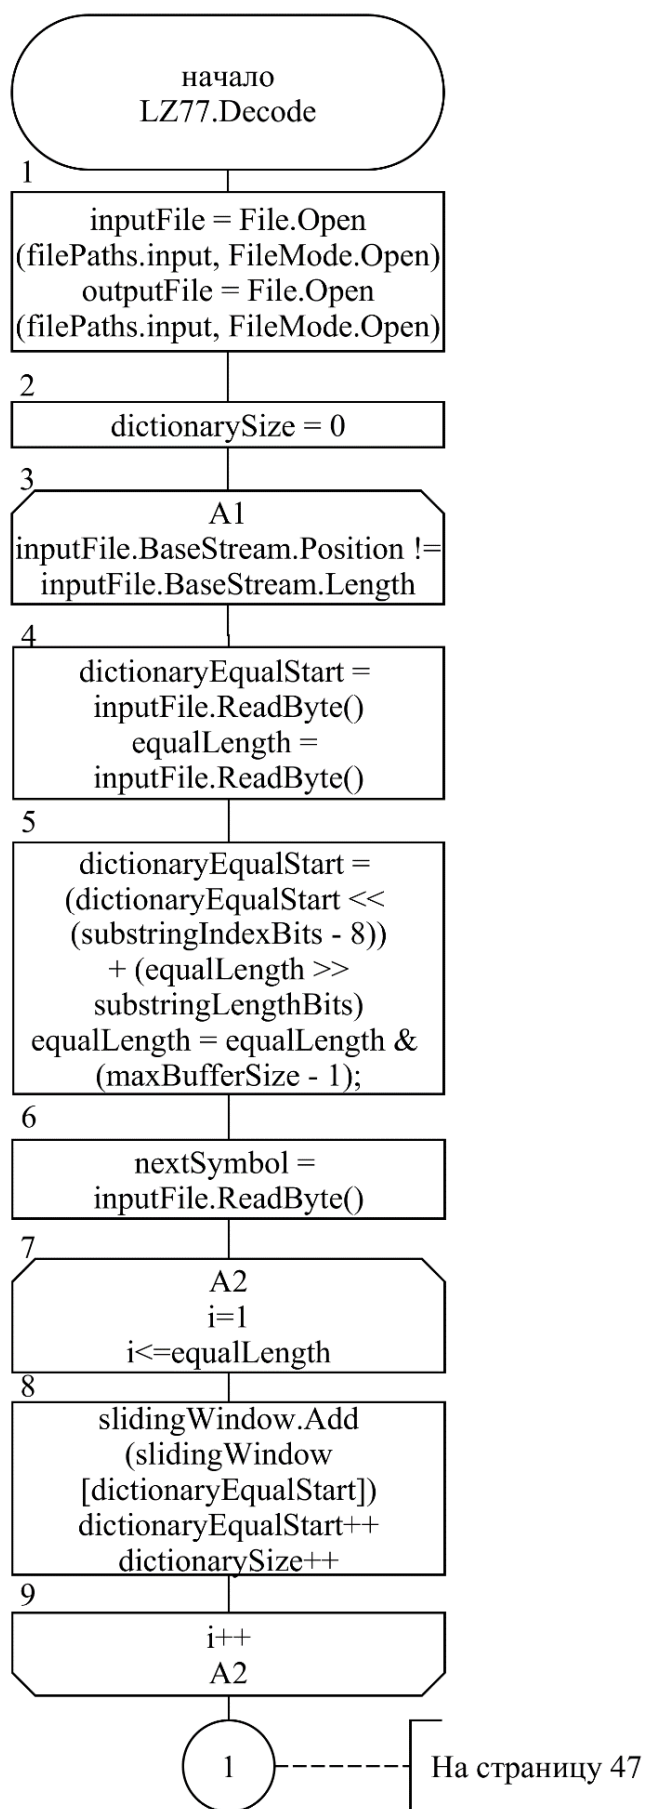 начало
LZ77.Decode
1
inputFile = File.Open
(filePaths.input, FileMode.Open)
outputFile = File.Open
(filePaths.input, FileMode.Open)
2
dictionarySize = 0
3
A1
inputFile.BaseStream.Position !=
inputFile.BaseStream.Length
4
dictionaryEqualStart =
inputFile.ReadByte()
equalLength =
inputFile.ReadByte()
5
dictionaryEqualStart =
(dictionaryEqualStart <<
(substringIndexBits - 8))
+ (equalLength >>
substringLengthBits)
equalLength = equalLength &
(maxBufferSize - 1);
6
nextSymbol =
inputFile.ReadByte()
7
A2
i=1
i<=equalLength
8
slidingWindow.Add
(slidingWindow
[dictionaryEqualStart])
dictionaryEqualStart++
dictionarySize++
9
i++
A2
1
На страницу 47